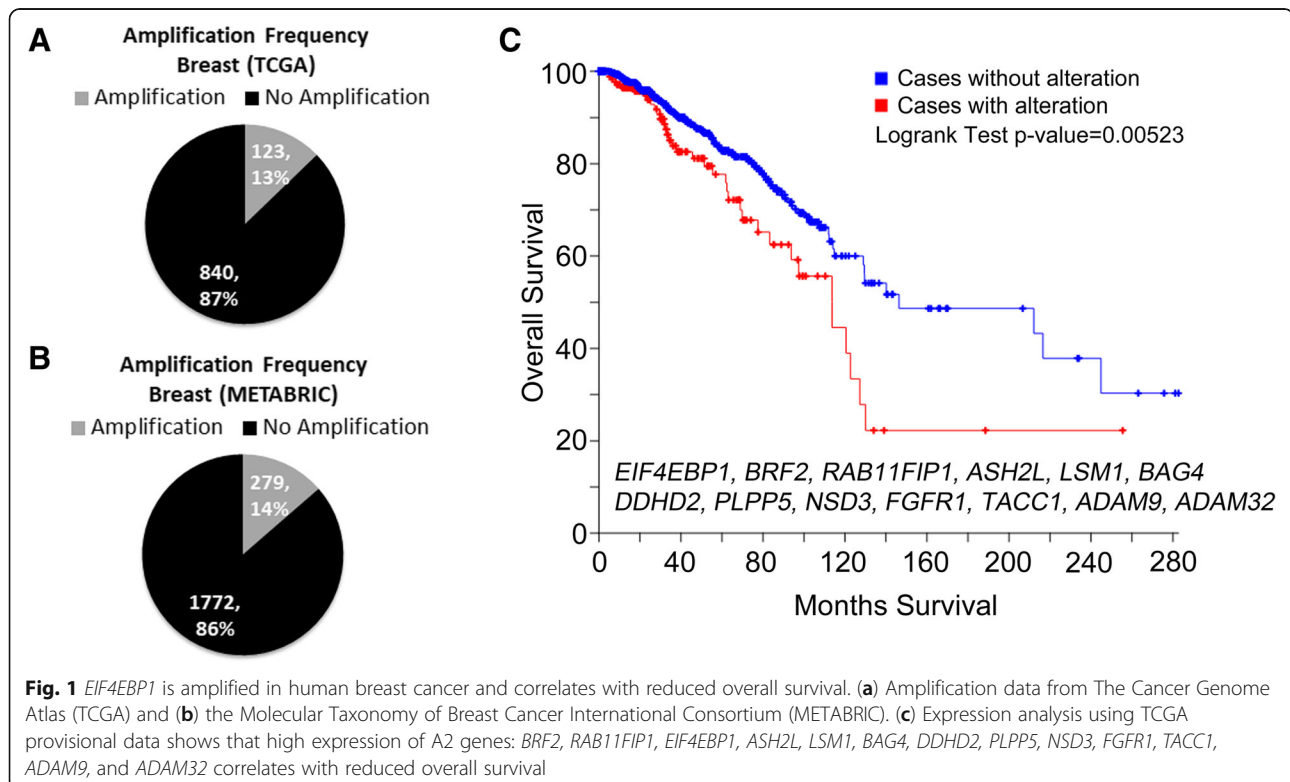 A
Amplification Frequency
Breast (TCGA)
Amplification No Amplification
123,
13%
840,
87%
B
Amplification Frequency
Breast (METABRIC)
Amplification No Amplification
279,
14%
1772,
86%
C
Cases without alteration
Cases with alteration
Logrank Test p-value=0.00523
Overall Survival
100
80
60
40
20
0
EIF4EBP1, BRF2, RAB11FIP1, ASH2L, LSM1, BAG4
DDHD2, PLPP5, NSD3, FGFR1, TACC1, ADAM9, ADAM32
0 40 80 120 160 200 240 280
Months Survival
Fig. 1 EIF4EBP1 is amplified in human breast cancer and correlates with reduced overall survival. (a) Amplification data from The Cancer Genome
Atlas (TCGA) and (b) the Molecular Taxonomy of Breast Cancer International Consortium (METABRIC). (c) Expression analysis using TCGA
provisional data shows that high expression of A2 genes: BRF2, RAB11FIP1, EIF4EBP1, ASH2L, LSM1, BAG4, DDHD2, PLPP5, NSD3, FGFR1, TACC1,
ADAM9, and ADAM32 correlates with reduced overall survival